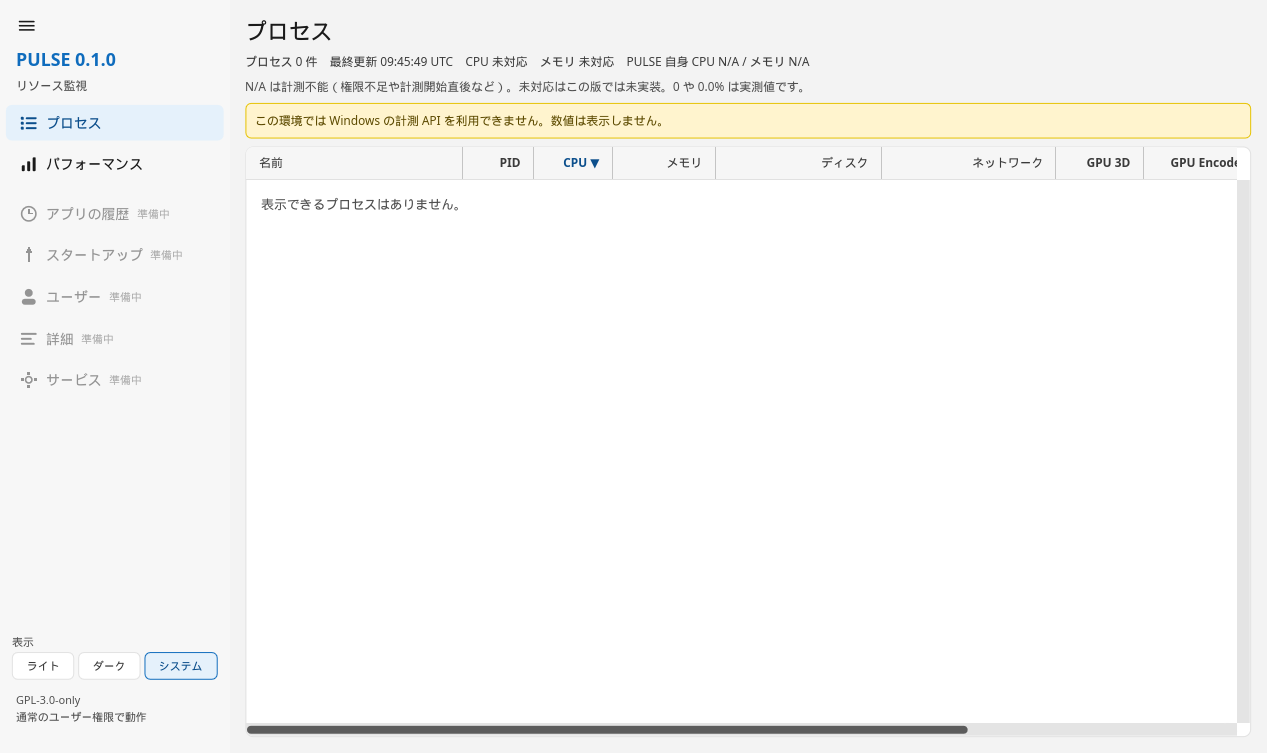 PULSE 0.1.0
リソース監視
プロセス
パフォーマンス
アプリの履歴 準備中
スタートアップ 準備中
ユーザー 準備中
詳細 準備中
サービス 準備中
表示
ライト ダーク システム
GPL-3.0-only
通常のユーザー権限で動作
プロセス
プロセス 0 件 最終更新 09:45:49 UTC CPU 未対応 メモリ 未対応 PULSE 自身 CPU N/A / メモリ N/A
N/A は計測不能 ( 権限不足や計測開始直後など ) 。未対応はこの版では未実装。0 や 0.0% は実測値です。
この環境では Windows の計測 API を利用できません。数値は表示しません。
名前 PID CPU ▼ メモリ ディスク ネットワーク GPU 3D GPU Encode
表示できるプロセスはありません。